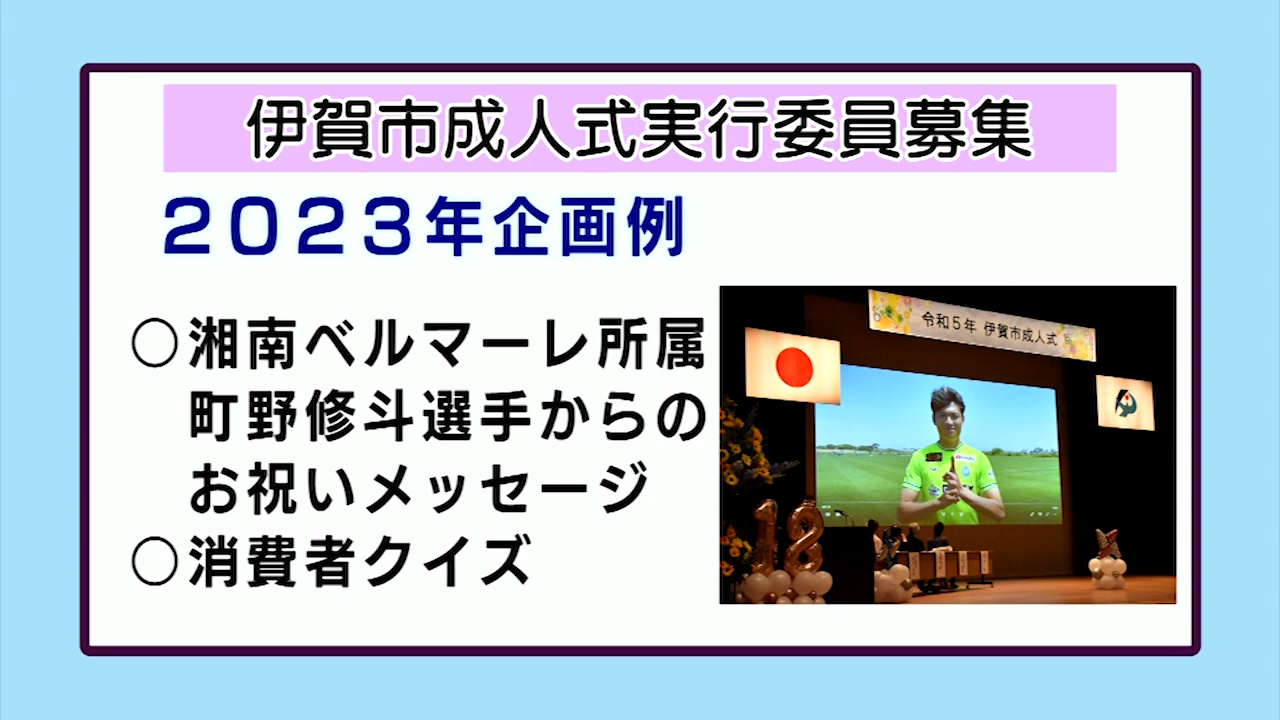 伊賀市成人式実行委員募集
２０２３年企画例
○湘南ベルマーレ所属
町野修斗選手からの
お祝いメッセージ
○消費者クイズ
令和５年 伊賀市成人式
18